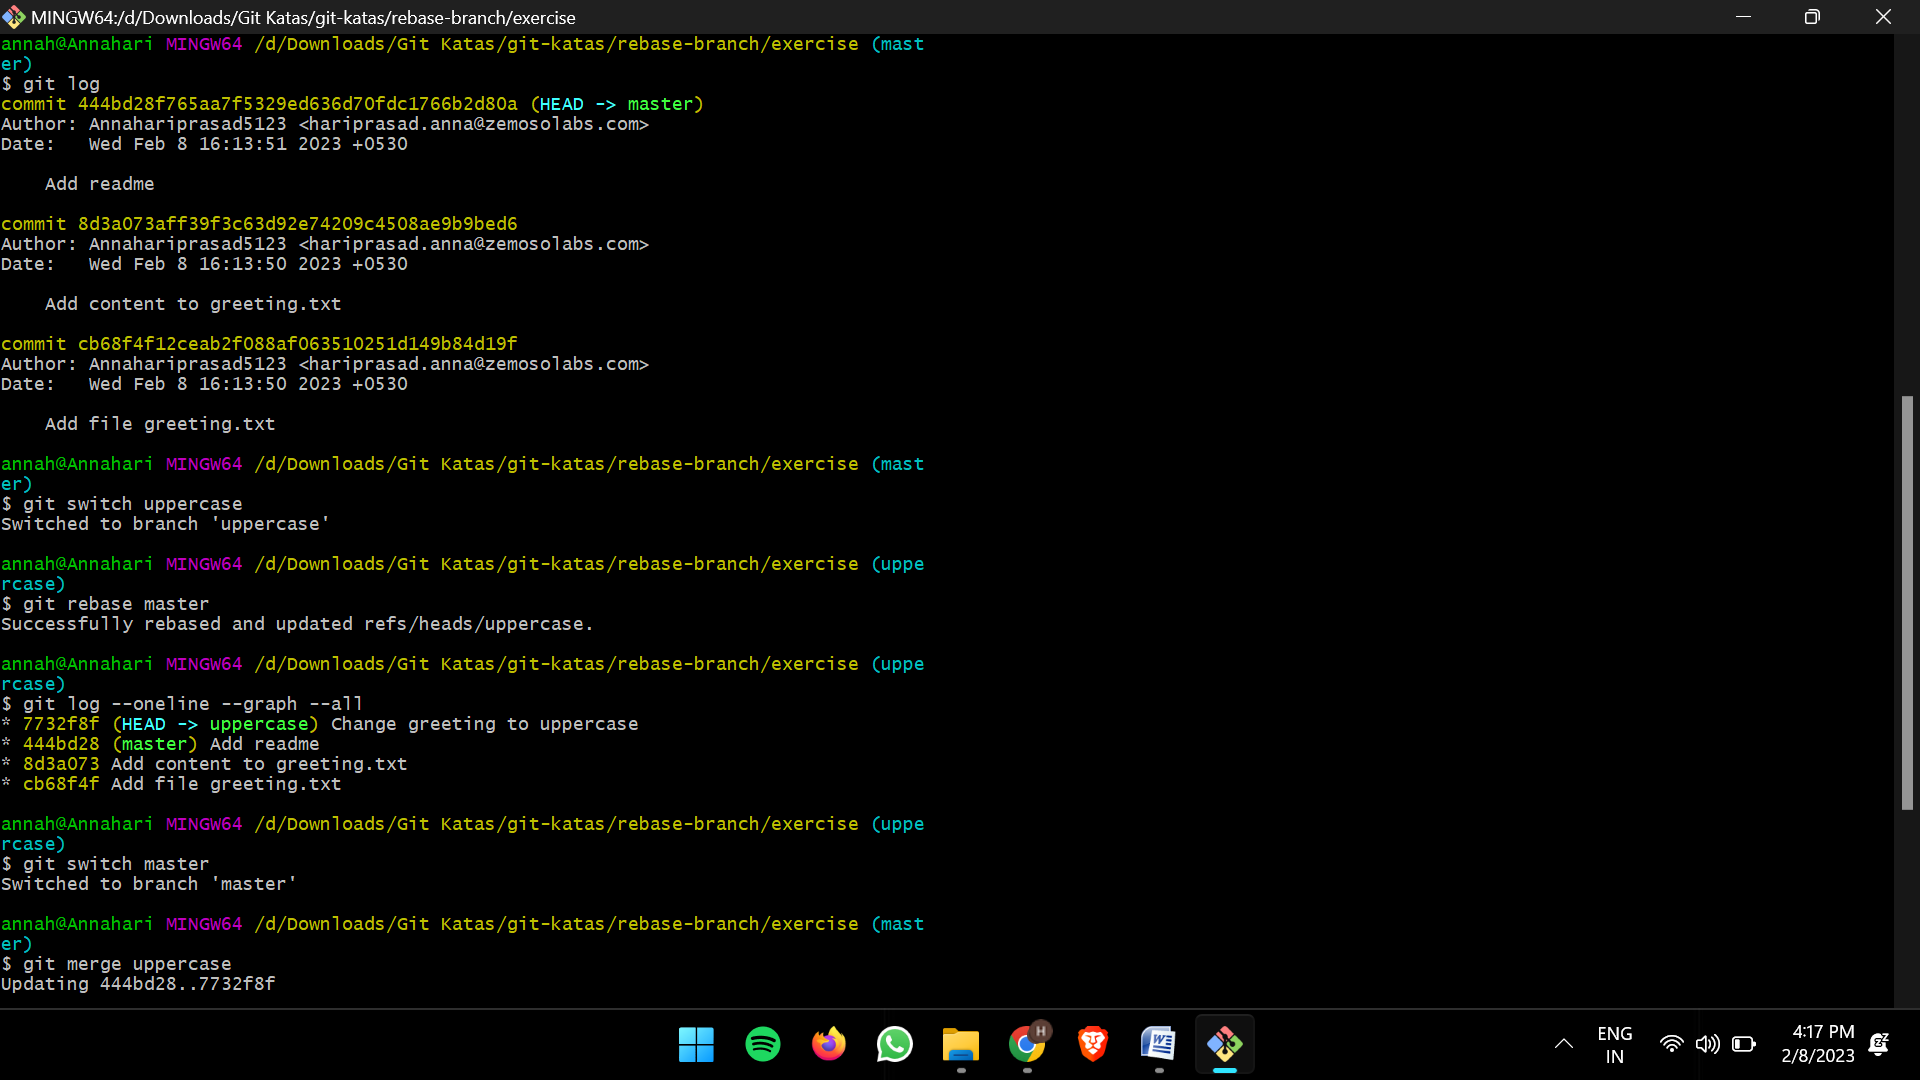 MINGW64:/d/Downloads/Git Katas/git-katas/rebase-branch/exercise
annah@Annahari MINGW64 /d/Downloads/Git Katas/git-katas/rebase-branch/exercise (mast
er)
$ git log
commit 444bd28f765aa7f5329ed636d70fdc1766b2d80a (HEAD -> master)
Author: Annahariprasad5123 <hariprasad.anna@zemosolabs.com>
Date:   Wed Feb 8 16:13:51 2023 +0530
    Add readme
commit 8d3a073aff39f3c63d92e74209c4508ae9b9bed6
Author: Annahariprasad5123 <hariprasad.anna@zemosolabs.com>
Date:   Wed Feb 8 16:13:50 2023 +0530
    Add content to greeting.txt
commit cb68f4f12ceab2f088af063510251d149b84d19f
Author: Annahariprasad5123 <hariprasad.anna@zemosolabs.com>
Date:   Wed Feb 8 16:13:50 2023 +0530
    Add file greeting.txt
annah@Annahari MINGW64 /d/Downloads/Git Katas/git-katas/rebase-branch/exercise (mast
er)
$ git switch uppercase
Switched to branch 'uppercase'
annah@Annahari MINGW64 /d/Downloads/Git Katas/git-katas/rebase-branch/exercise (uppe
rcase)
$ git rebase master
Successfully rebased and updated refs/heads/uppercase.
annah@Annahari MINGW64 /d/Downloads/Git Katas/git-katas/rebase-branch/exercise (uppe
rcase)
$ git log --oneline --graph --all
* 7732f8f (HEAD -> uppercase) Change greeting to uppercase
* 444bd28 (master) Add readme
* 8d3a073 Add content to greeting.txt
* cb68f4f Add file greeting.txt
annah@Annahari MINGW64 /d/Downloads/Git Katas/git-katas/rebase-branch/exercise (uppe
rcase)
$ git switch master
Switched to branch 'master'
annah@Annahari MINGW64 /d/Downloads/Git Katas/git-katas/rebase-branch/exercise (mast
er)
$ git merge uppercase
Updating 444bd28..7732f8f
H
W
ENG
IN
4:17 PM
2/8/2023